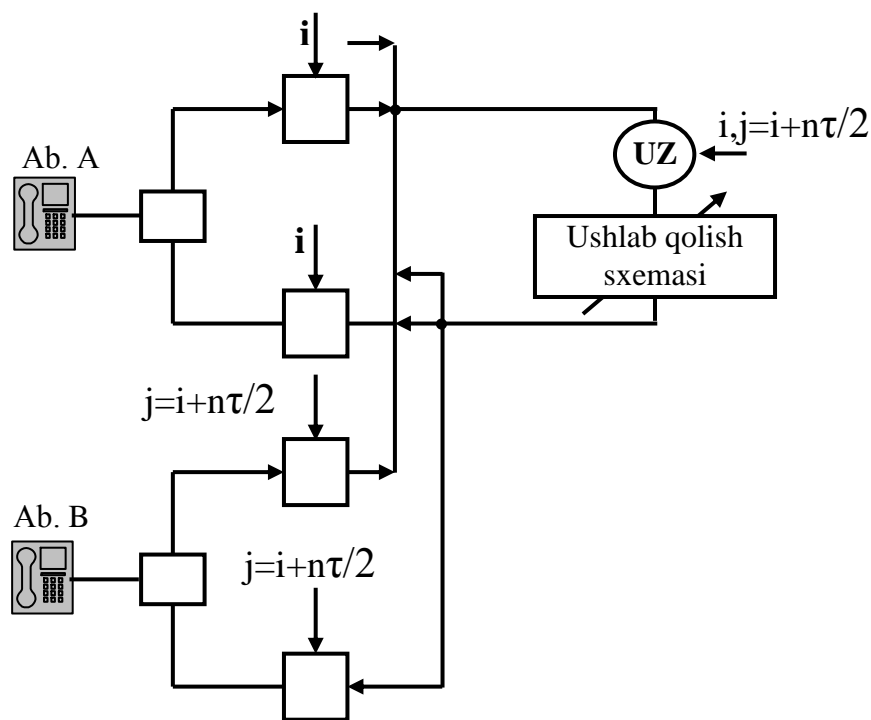 i
i,j=i+nτ/2
Ab. A
UZ
Ushlab qolish
sxemasi
i
j=i+nτ/2
Ab. B
j=i+nτ/2